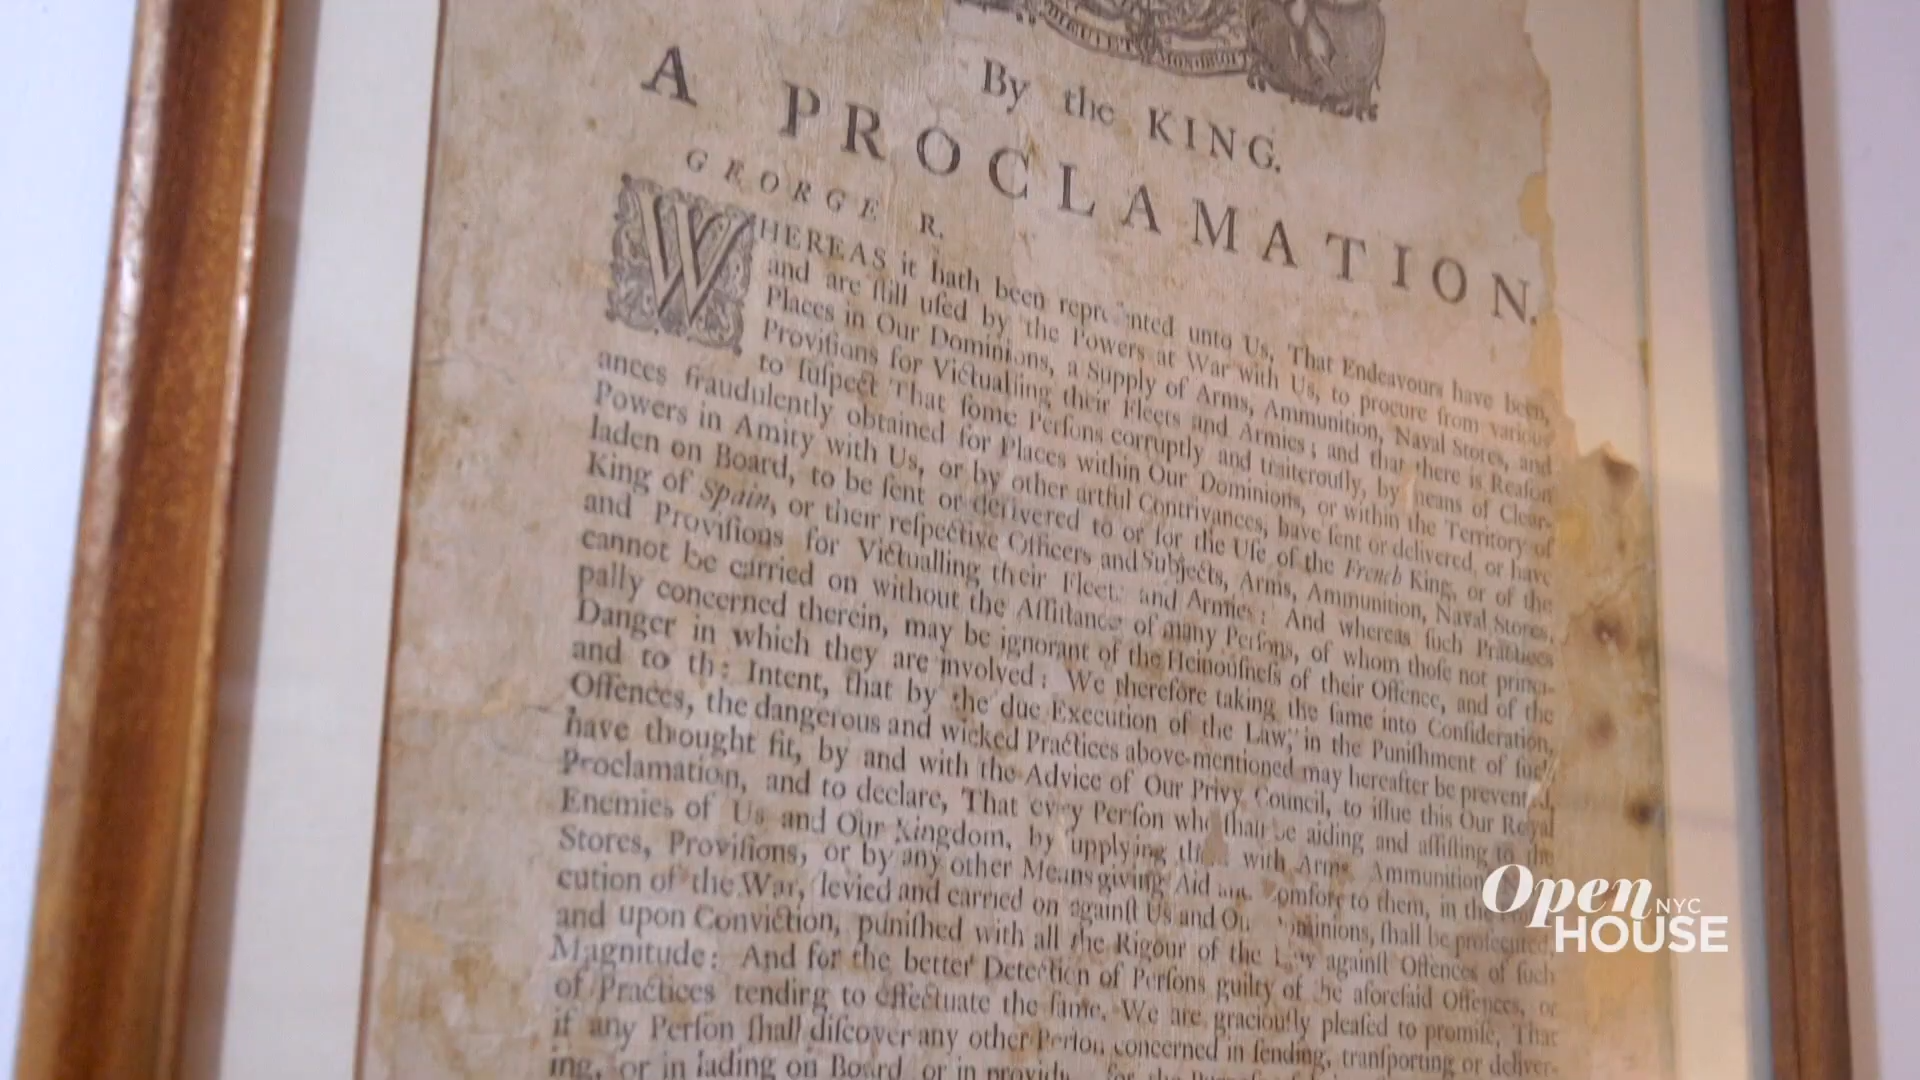 By the KING.
A PROCLAMATION.
GEORGE R.
WHEREAS it hath been unto Us, That Endeavours have been,
and are ſtill uſed by the Powers at War with Us, to procure from various
Places in Our Dominions, a Supply of Arms, Ammunition, Naval Stores, and
Proviſions for Victualling their Fleets and Armies; and that there is Reaſon
to ſuſpect That ſome Perſons corruptly and traiterouſly, by Means of Clear-
ances fraudulently obtained for Places within Our Dominions, or within the Territory of
Powers in Amity with Us, or by other artful Contrivances, have ſent or delivered, or have
laden on Board, to be ſent or delivered to or for the Uſe of the French King, or of the
King of Spain, or their reſpective Officers and Subjects, Arms, Ammunition, Naval Stores,
and Proviſions for Victualling their and Armies: And whereas ſuch Practices
cannot be carried on without the Aſſiſtance of many Perſons, of whom thoſe not princi-
pally concerned therein, may be ignorant of the Heinouſneſs of their Offence, and of the
Danger in which they are involved: We therefore taking the ſame into Conſideration,
and to the Intent, that by the due Execution of the Law, in the Puniſhment of ſuch
Offences, the dangerous and wicked Practices above-mentioned may hereafter be prevented,
have thought fit, by and with the Advice of Our Privy Council, to iſſue this Our Royal
Proclamation, and to declare, That every Perſon who ſhall be aiding and aſſiſting to the
Enemies of Us and Our Kingdom, by with Arms, Ammunition,
Stores, Proviſions, or by any other Means giving Aid to them, in the
cution of the War, levied and carried on againſt Us and ſhall be proſecuted,
and upon Conviction, puniſhed with all the Rigour of the againſt Offences of ſuch
Magnitude: And for the better Detection of Perſons guilty of the aforeſaid Offences, or
of Practices tending to effectuate the ſame, We are graciouſly pleaſed to promiſe, That
if any Perſon ſhall diſcover any other Perſon concerned in ſending, tranſporting or deliver-
ing, or in lading on Board, or in
Open
NYC
HOUSE